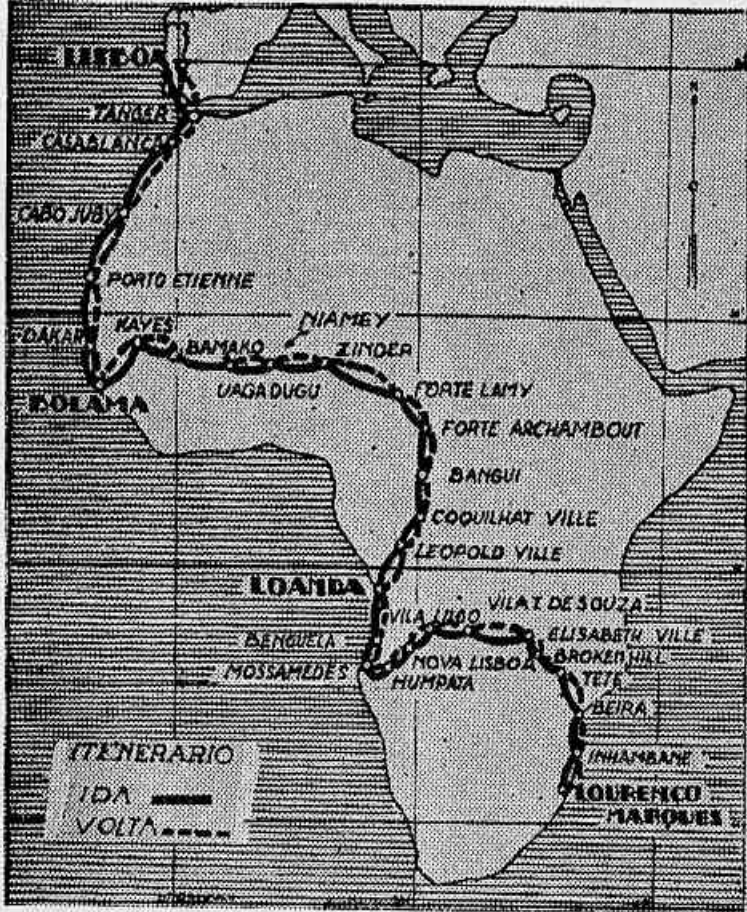 LISBOA
TANGER
CASABLANCA
CABO JUBY
PORTO ETIENNE
DAKAR
KAYES
BAMAKO
NIAMEY
ZINDER
UAGADUGU
BOLAMA
FORTE LAMY
FORTE ARCHAMBOUT
BANGUI
COQUILHAT VILLE
LEOPOLD VILLE
LOANDA
VILA T. DE SOUZA
VILA LUSO
ELISABETH VILLE
BENGUELA
NOVA LISBOA
BROKEN HILL
MOSSAMEDES
HUMPATA
TETE
BEIRA
INHAMBANE
LOURENCO
MARQUES
ITENERARIO
IDA
VOLTA